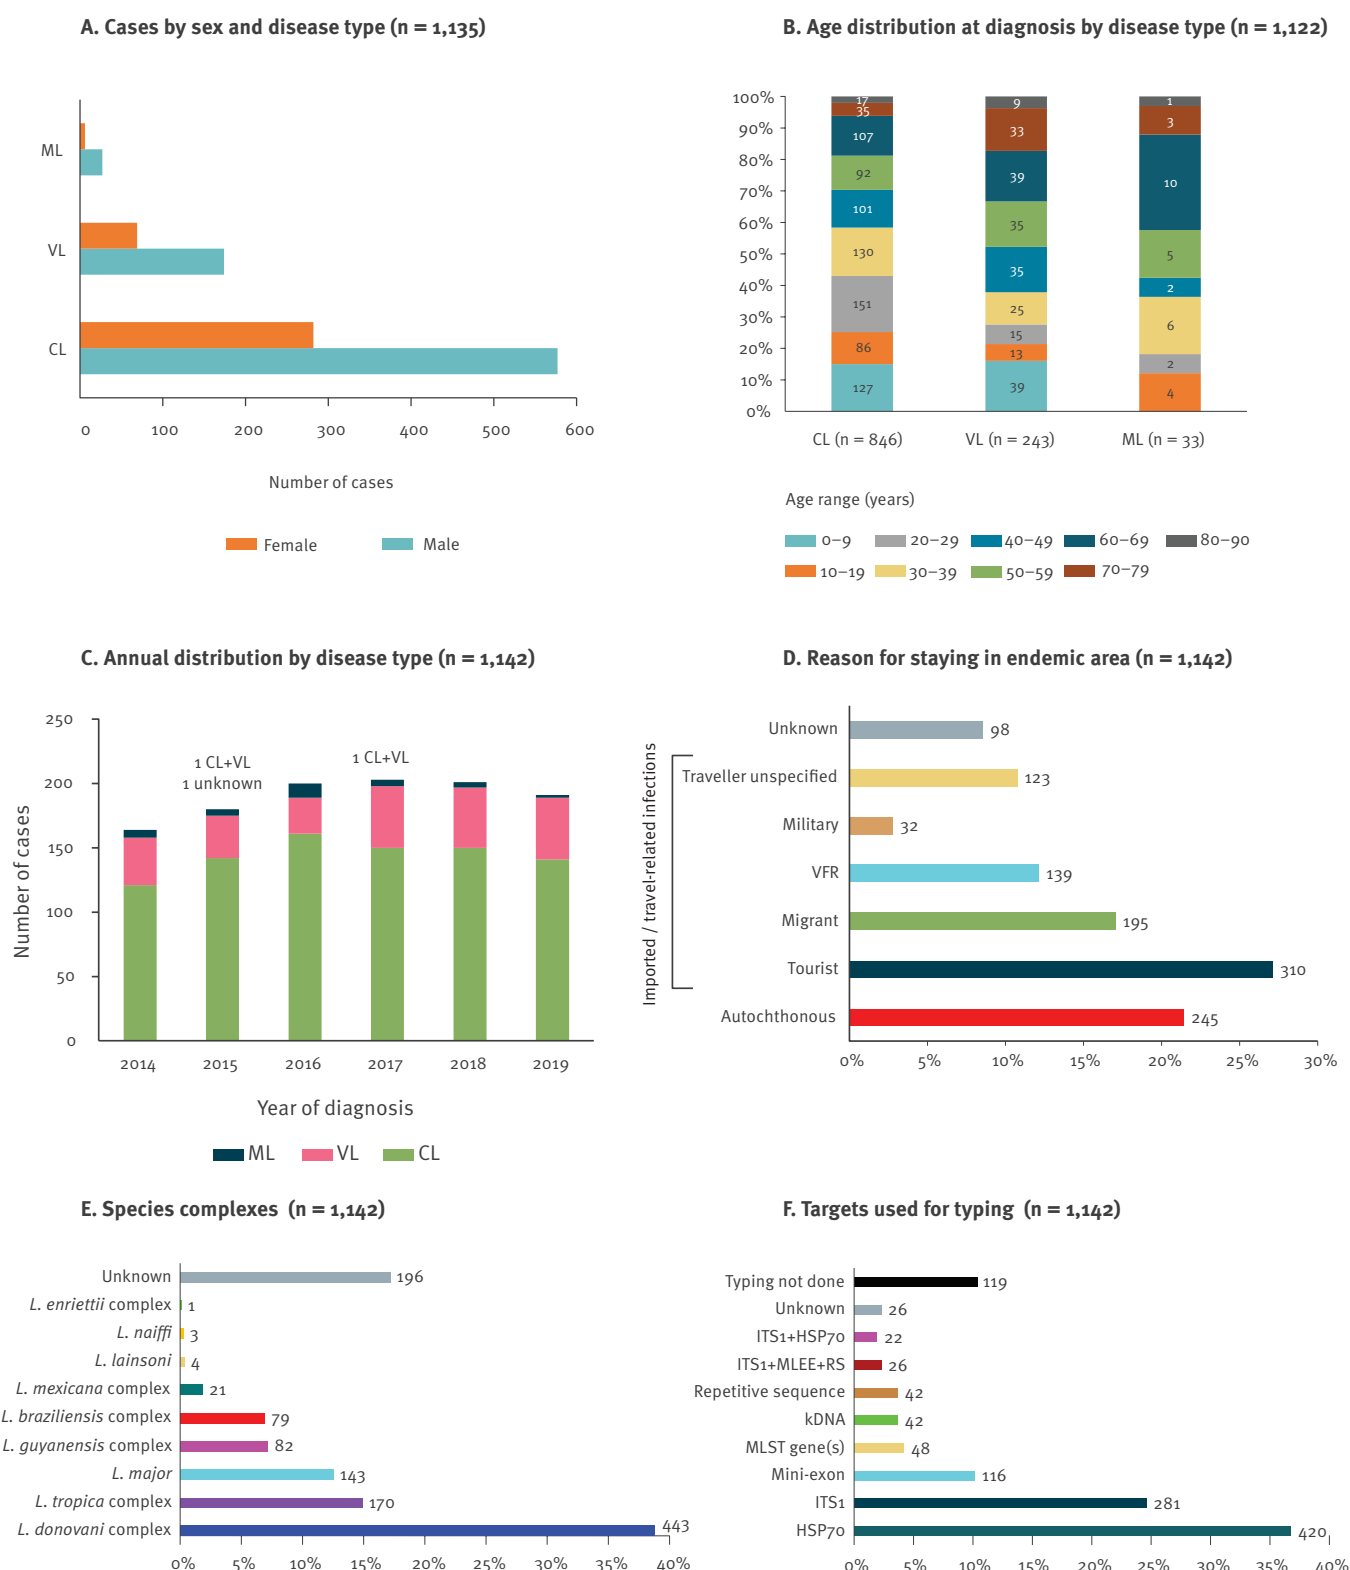 A. Cases by sex and disease type (n = 1,135)
ML
VL
CL
0 100 200 300 400 500 600
Number of cases
Female Male
B. Age distribution at diagnosis by disease type (n = 1,122)
100%
90%
80%
70%
60%
50%
40%
30%
20%
10%
0%
17
35
107
92
101
130
151
86
127
9
33
39
35
35
25
15
13
39
1
3
10
5
2
6
2
4
CL (n = 846) VL (n = 243) ML (n = 33)
Age range (years)
0–9 20–29 40–49 60–69 80–90
10–19 30–39 50–59 70–79
C. Annual distribution by disease type (n = 1,142)
Number of cases
250
200
150
100
50
0
1 CL+VL
1 unknown
1 CL+VL
2014 2015 2016 2017 2018 2019
Year of diagnosis
ML VL CL
D. Reason for staying in endemic area (n = 1,142)
Imported / travel-related infections
Unknown 98
Traveller unspecified 123
Military 32
VFR 139
Migrant 195
Tourist 310
Autochthonous 245
0% 5% 10% 15% 20% 25% 30%
E. Species complexes (n = 1,142)
Unknown 196
L. enriettii complex 1
L. naiffi 3
L. lainsoni 4
L. mexicana complex 21
L. braziliensis complex 79
L. guyanensis complex 82
L. major 143
L. tropica complex 170
L. donovani complex 443
0% 5% 10% 15% 20% 25% 30% 35% 40%
F. Targets used for typing (n = 1,142)
Typing not done 119
Unknown 26
ITS1+HSP70 22
ITS1+MLEE+RS 26
Repetitive sequence 42
kDNA 42
MLST gene(s) 48
Mini-exon 116
ITS1 281
HSP70 420
0% 5% 10% 15% 20% 25% 30% 35% 40%